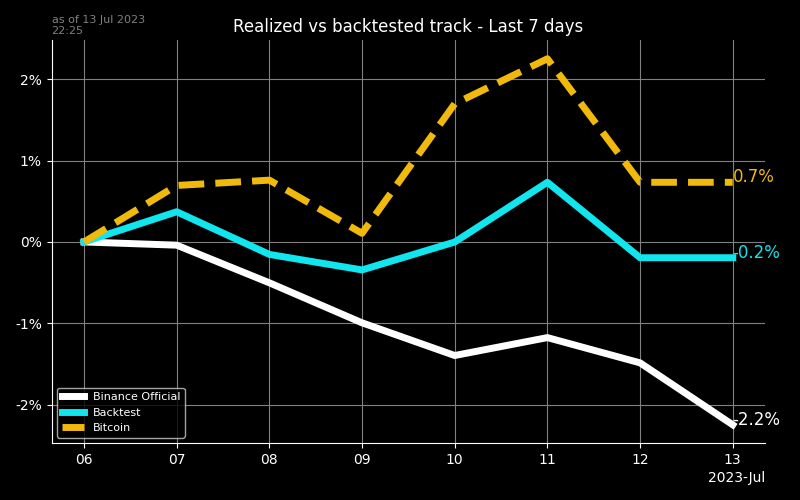 as of 13 Jul 2023
22:25
Realized vs backtested track - Last 7 days
2%
1%
0%
-1%
-2%
0.7%
-0.2%
-2.2%
Binance Official
Backtest
Bitcoin
06 07 08 09 10 11 12 13
2023-Jul